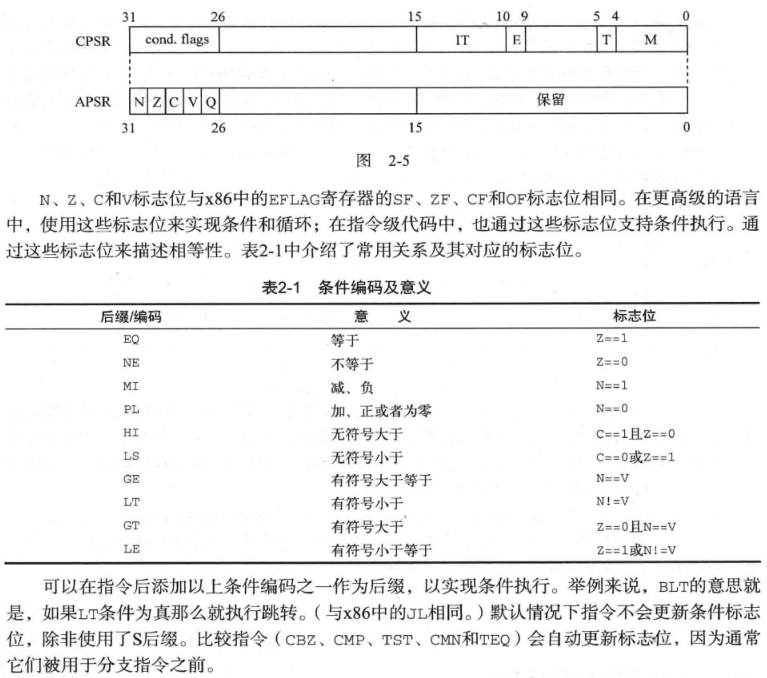 31 26 15 10 9 5 4 0
CPSR cond. flags IT E T M
APSR N Z C V Q 保留
31 26 15 0
图 2-5
N、Z、C和V标志位与x86中的EFLAG寄存器的SF、ZF、CF和OF标志位相同。在更高级的语言
中，使用这些标志位来实现条件和循环；在指令级代码中，也通过这些标志位支持条件执行。通
过这些标志位来描述相等性。表2-1中介绍了常用关系及其对应的标志位。
表2-1 条件编码及意义
后缀/编码 意 义 标志位
EQ 等于 Z==1
NE 不等于 Z==0
MI 减、负 N==1
PL 加、正或者为零 N==0
HI 无符号大于 C==1且Z==0
LS 无符号小于 C==0或Z==1
GE 有符号大于等于 N==V
LT 有符号小于 N!=V
GT 有符号大于 Z==0且N==V
LE 有符号小于等于 Z==1或N!=V
可以在指令后添加以上条件编码之一作为后缀，以实现条件执行。举例来说，BLT的意思就
是，如果LT条件为真那么就执行跳转。（与x86中的JL相同。）默认情况下指令不会更新条件标志
位，除非使用了S后缀。比较指令（CBZ、CMP、TST、CMN和TEQ）会自动更新标志位，因为通常
它们被用于分支指令之前。